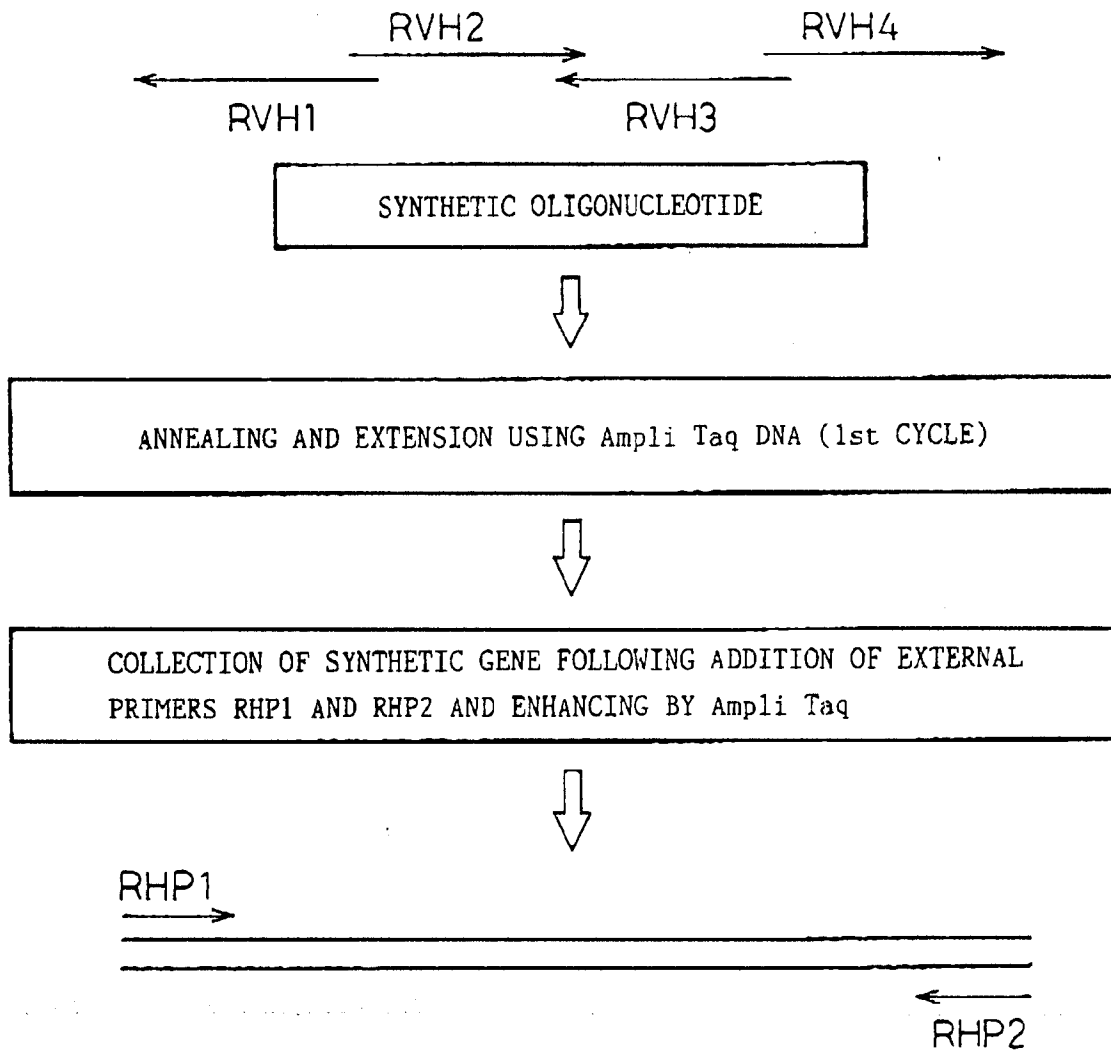 RVH2
RVH4
RVH1
RVH3
SYNTHETIC OLIGONUCLEOTIDE
ANNEALING AND EXTENSION USING Ampli Taq DNA (1st CYCLE)
COLLECTION OF SYNTHETIC GENE FOLLOWING ADDITION OF EXTERNAL
PRIMERS RHP1 AND RHP2 AND ENHANCING BY Ampli Taq
RHP1
RHP2